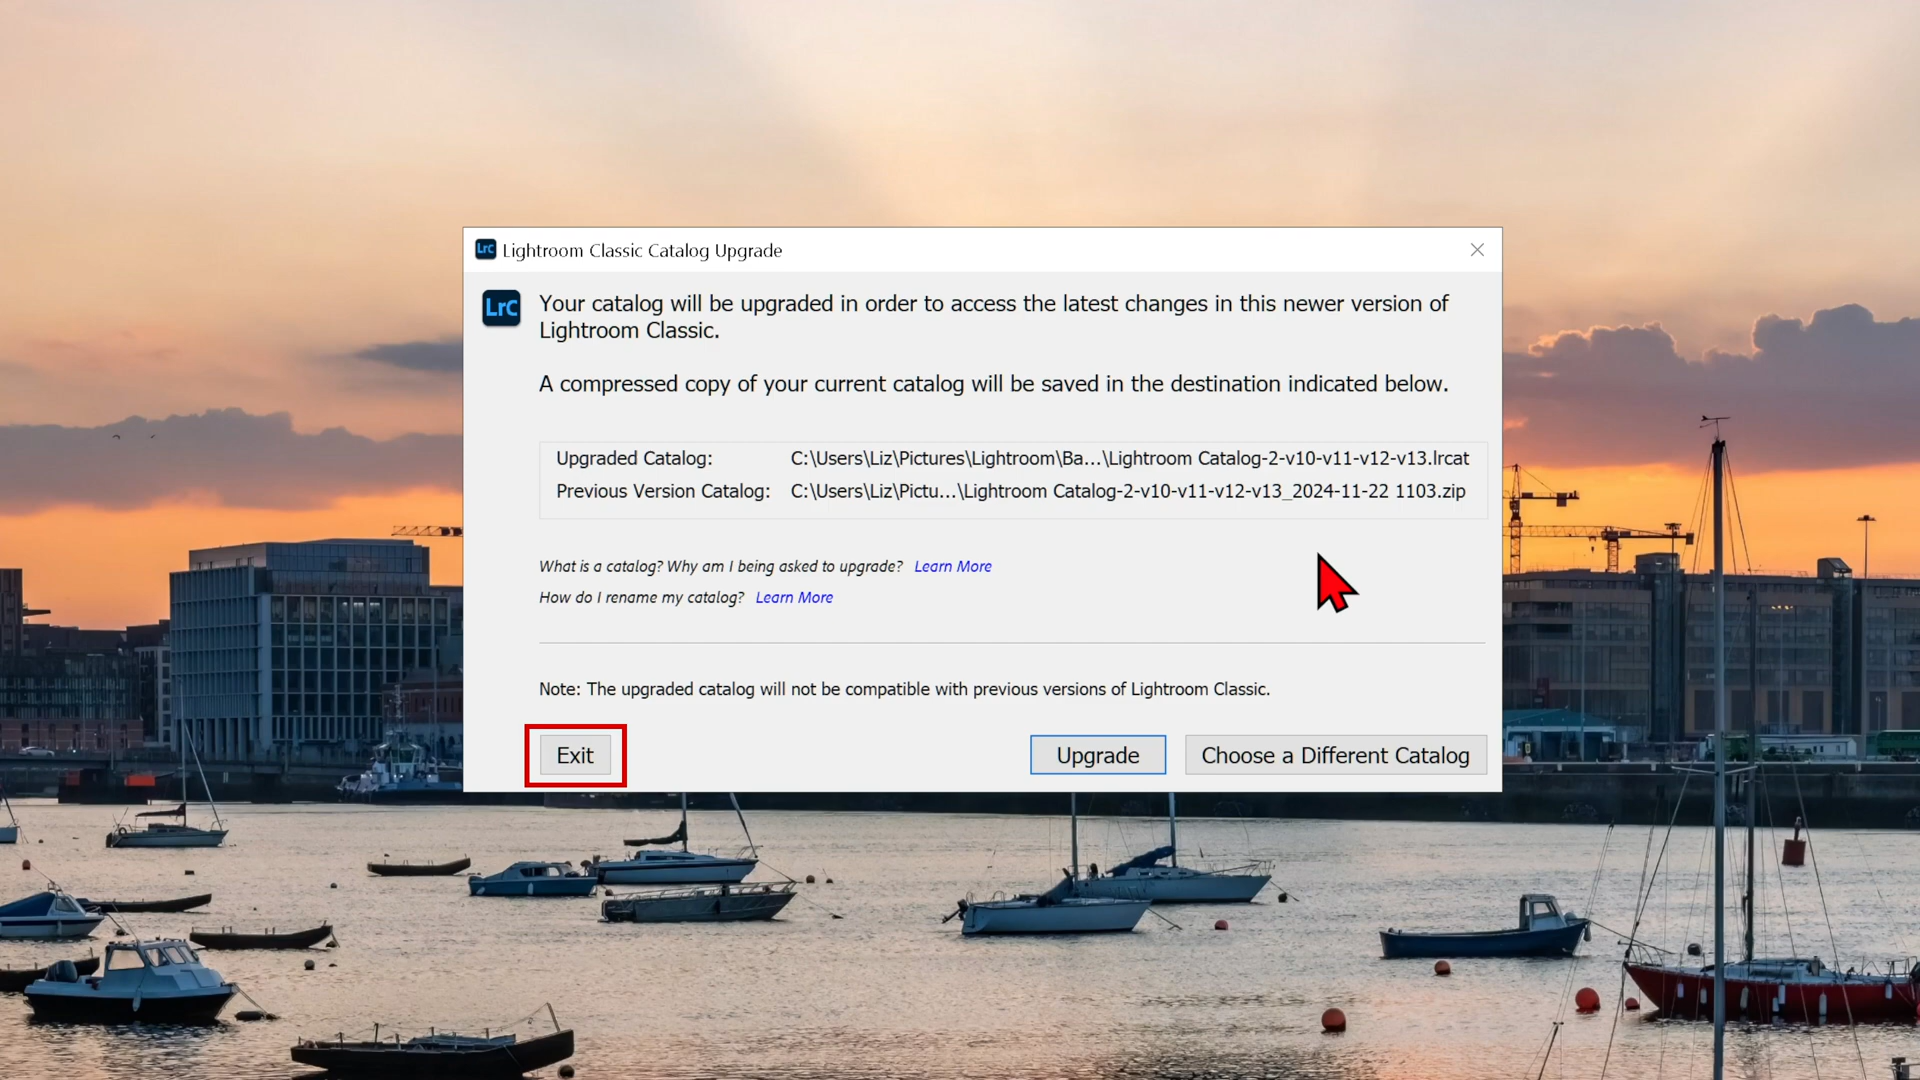 Lrc Lightroom Classic Catalog Upgrade
LrC Your catalog will be upgraded in order to access the latest changes in this newer version of
Lightroom Classic.
A compressed copy of your current catalog will be saved in the destination indicated below.
Upgraded Catalog: C:\Users\Liz\Pictures\Lightroom\Ba...\Lightroom Catalog-2-v10-v11-v12-v13.lrcat
Previous Version Catalog: C:\Users\Liz\Pictu...\Lightroom Catalog-2-v10-v11-v12-v13_2024-11-22 1103.zip
What is a catalog? Why am I being asked to upgrade? Learn More
How do I rename my catalog? Learn More
Note: The upgraded catalog will not be compatible with previous versions of Lightroom Classic.
Exit Upgrade Choose a Different Catalog